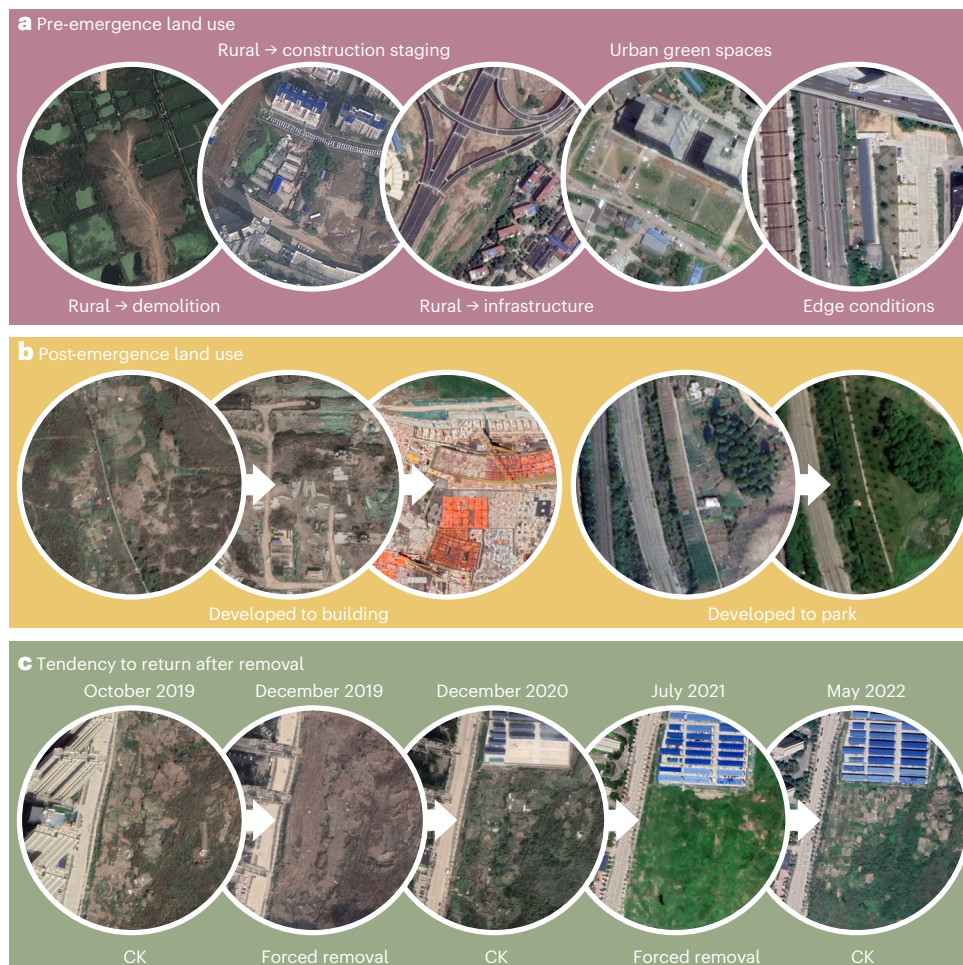 a Pre-emergence land use
Rural → construction staging
Urban green spaces
Rural → demolition
Rural → infrastructure
Edge conditions
b Post-emergence land use
Developed to building
Developed to park
c Tendency to return after removal
October 2019
December 2019
December 2020
July 2021
May 2022
CK
Forced removal
CK
Forced removal
CK